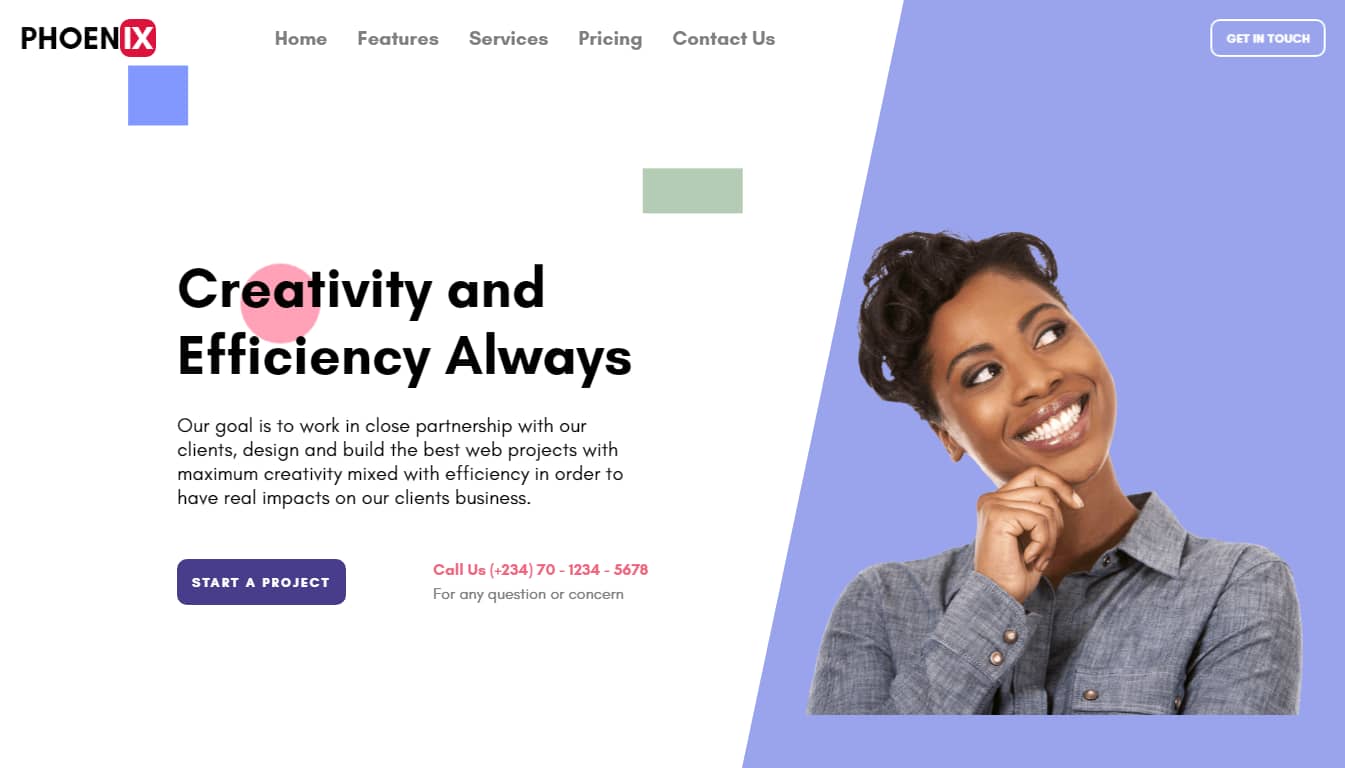 PHOENIX
Home Features Services Pricing Contact Us
GET IN TOUCH
Creativity and
Efficiency Always
Our goal is to work in close partnership with our
clients, design and build the best web projects with
maximum creativity mixed with efficiency in order to
have real impacts on our clients business.
START A PROJECT
Call Us (+234) 70 - 1234 - 5678
For any question or concern